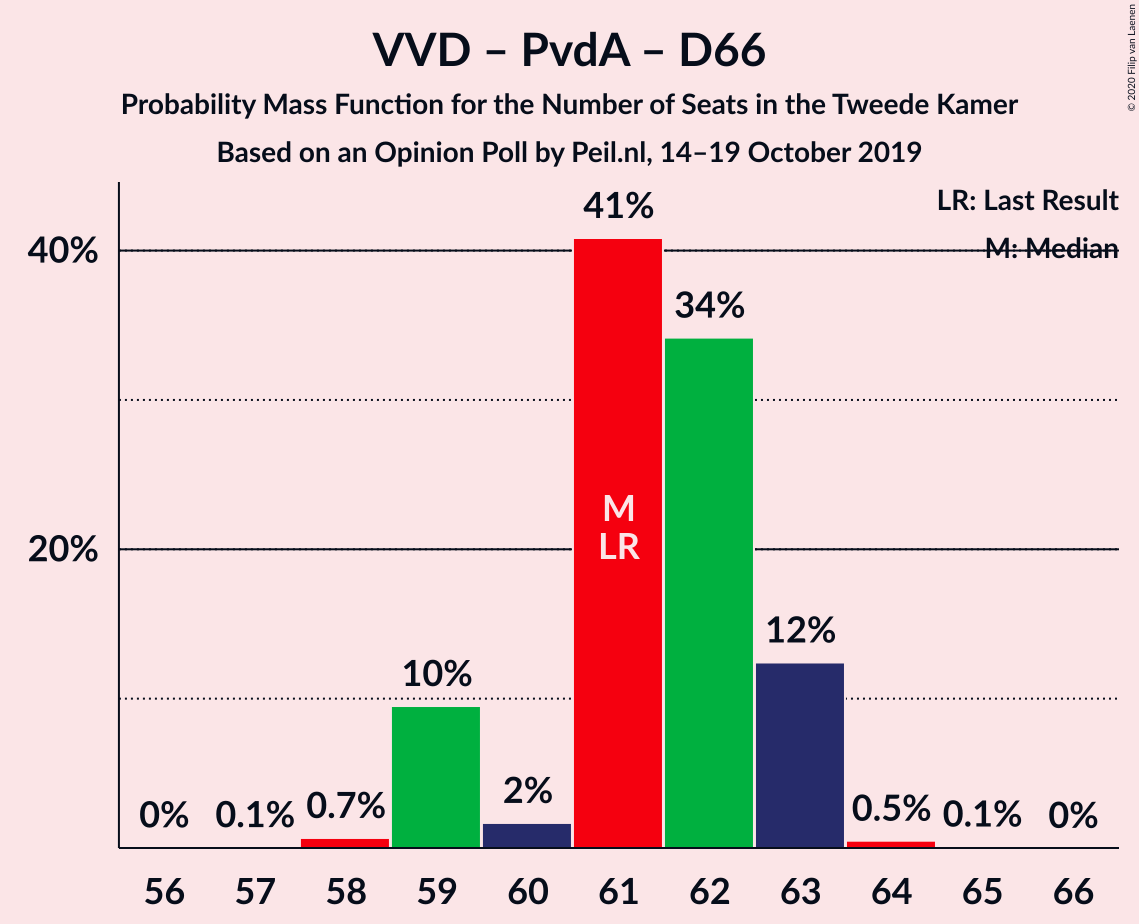 VVD – PvdA – D66
Probability Mass Function for the Number of Seats in the Tweede Kamer
Based on an Opinion Poll by Peil.nl, 14–19 October 2019
© 2020 Filip van Laenen
LR: Last Result
M: Median
40%
20%
0%
0.1%
0.7%
10%
2%
41%
34%
12%
0.5%
0.1%
0%
M
LR
56 57 58 59 60 61 62 63 64 65 66